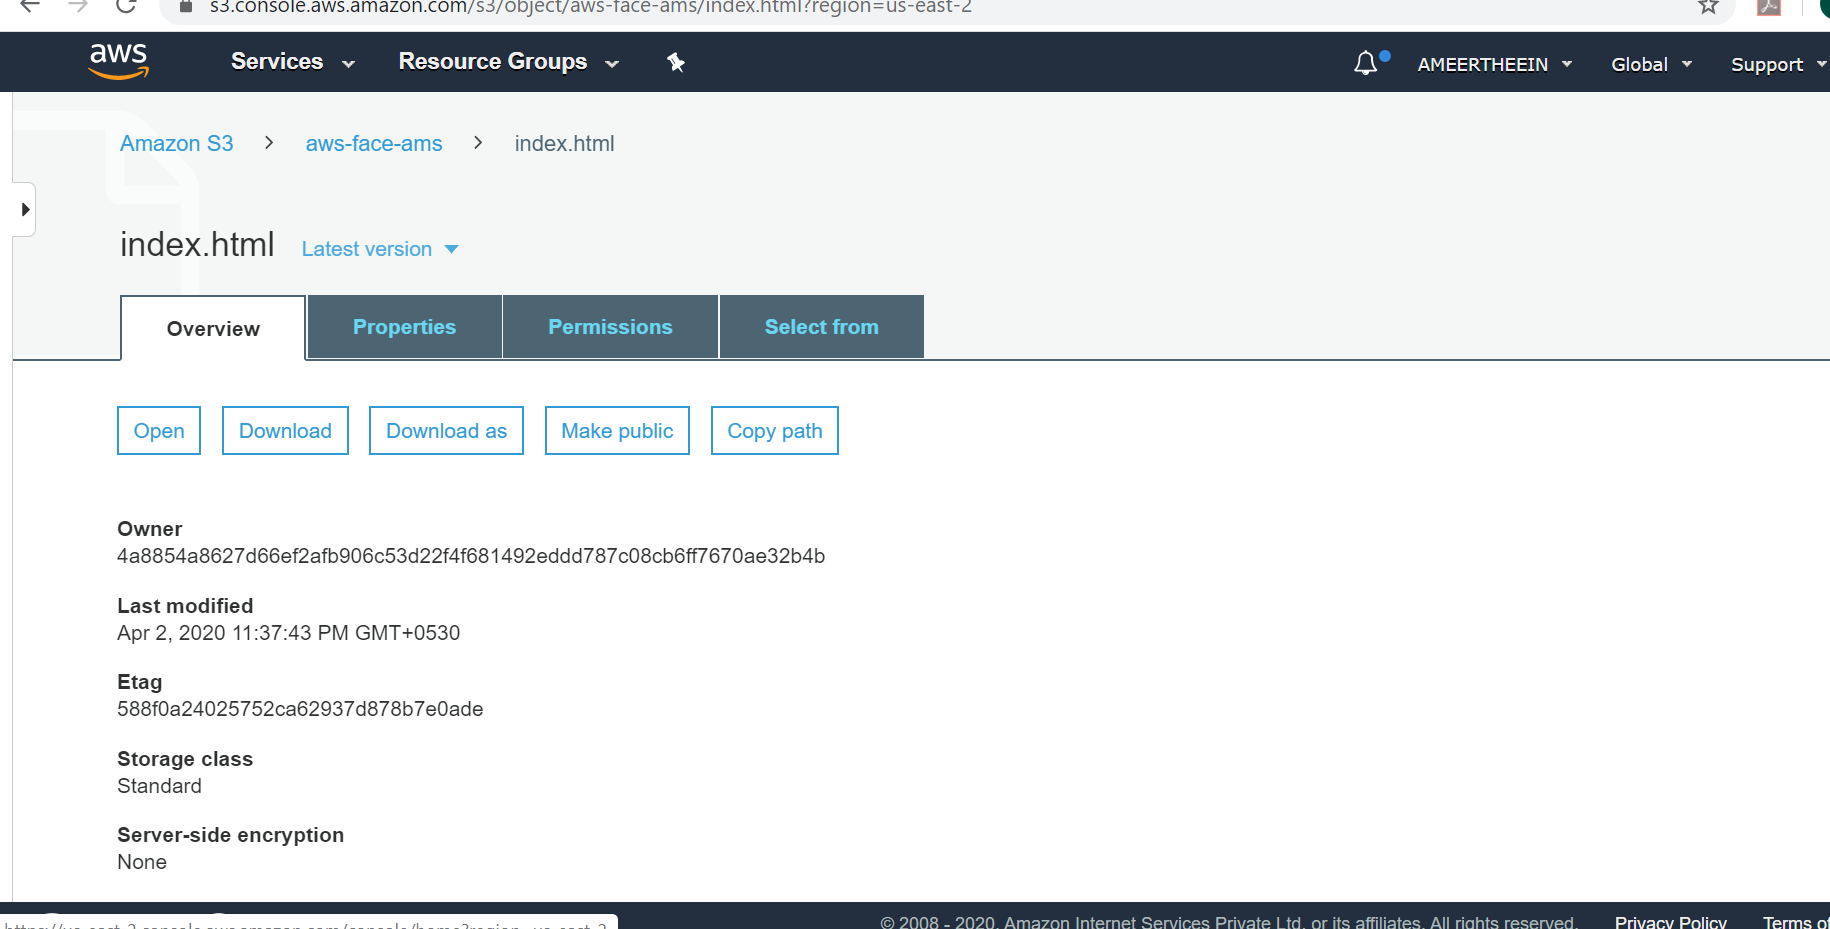 s3.console.aws.amazon.com/s3/object/aws-face-ams/index.html?region=us-east-2
aws Services Resource Groups AMEERTHEEIN Global Support
Amazon S3 > aws-face-ams > index.html
index.html Latest version
Overview Properties Permissions Select from
Open Download Download as Make public Copy path
Owner
4a8854a8627d66ef2afb906c53d22f4f681492eddd787c08cb6ff7670ae32b4b
Last modified
Apr 2, 2020 11:37:43 PM GMT+0530
Etag
588f0a24025752ca62937d878b7e0ade
Storage class
Standard
Server-side encryption
None
© 2008 - 2020, Amazon Internet Services Private Ltd. or its affiliates. All rights reserved. Privacy Policy Terms of